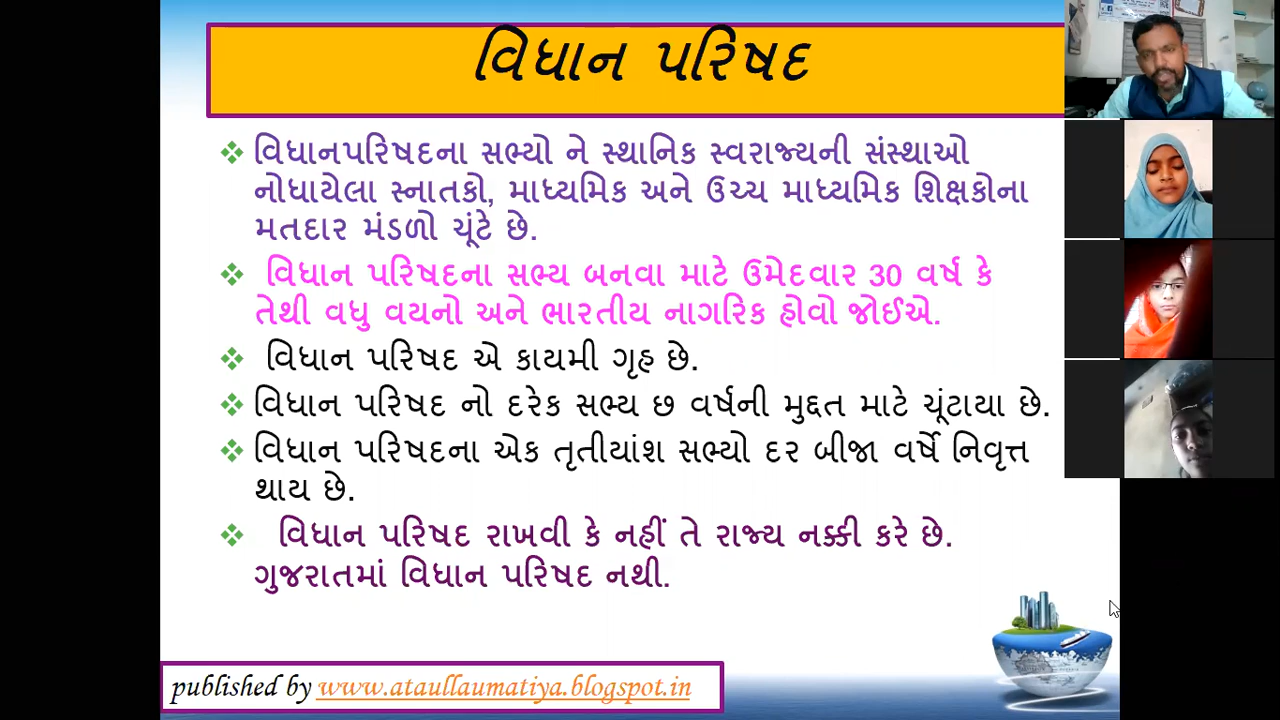 વિધાન પરિષદ
વિધાનપરિષદના સભ્યો ને સ્થાનિક સ્વરાજ્યની સંસ્થાઓ
નોધાયેલા સ્નાતકો, માધ્યમિક અને ઉચ્ચ માધ્યમિક શિક્ષકોના
મતદાર મંડળો ચૂંટે છે.
વિધાન પરિષદના સભ્ય બનવા માટે ઉમેદવાર 30 વર્ષ કે
તેથી વધુ વયનો અને ભારતીય નાગરિક હોવો જોઈએ.
વિધાન પરિષદ એ કાયમી ગૃહ છે.
વિધાન પરિષદ નો દરેક સભ્ય છ વર્ષની મુદ્દત માટે ચૂંટાયા છે.
વિધાન પરિષદના એક તૃતીયાંશ સભ્યો દર બીજા વર્ષે નિવૃત્ત
થાય છે.
વિધાન પરિષદ રાખવી કે નહીં તે રાજ્ય નક્કી કરે છે.
ગુજરાતમાં વિધાન પરિષદ નથી.
published by www.ataullaumatiya.blogspot.in